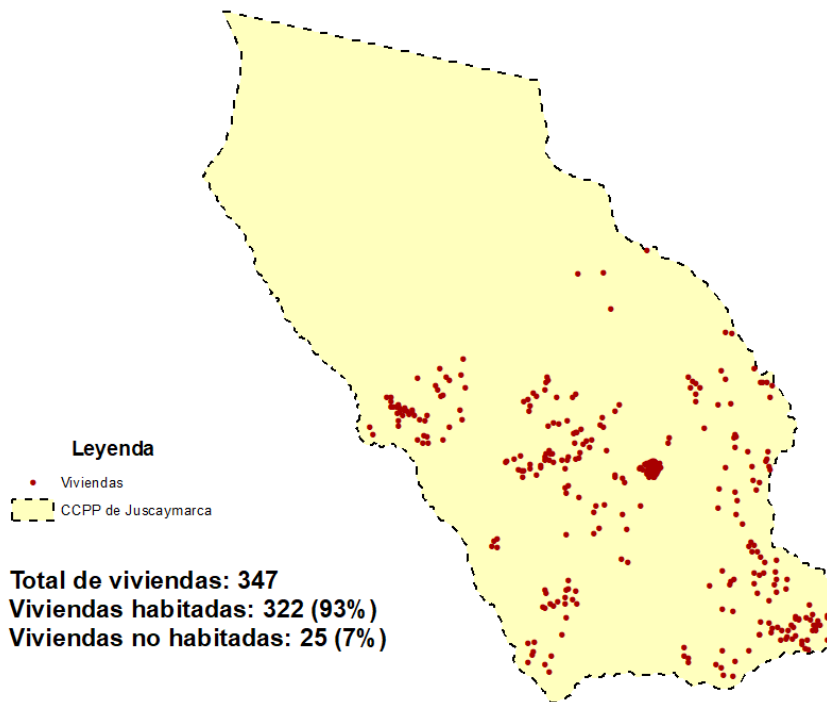 Leyenda
Viviendas
CCPP de Juscaymarca
Total de viviendas: 347
Viviendas habitadas: 322 (93%)
Viviendas no habitadas: 25 (7%)